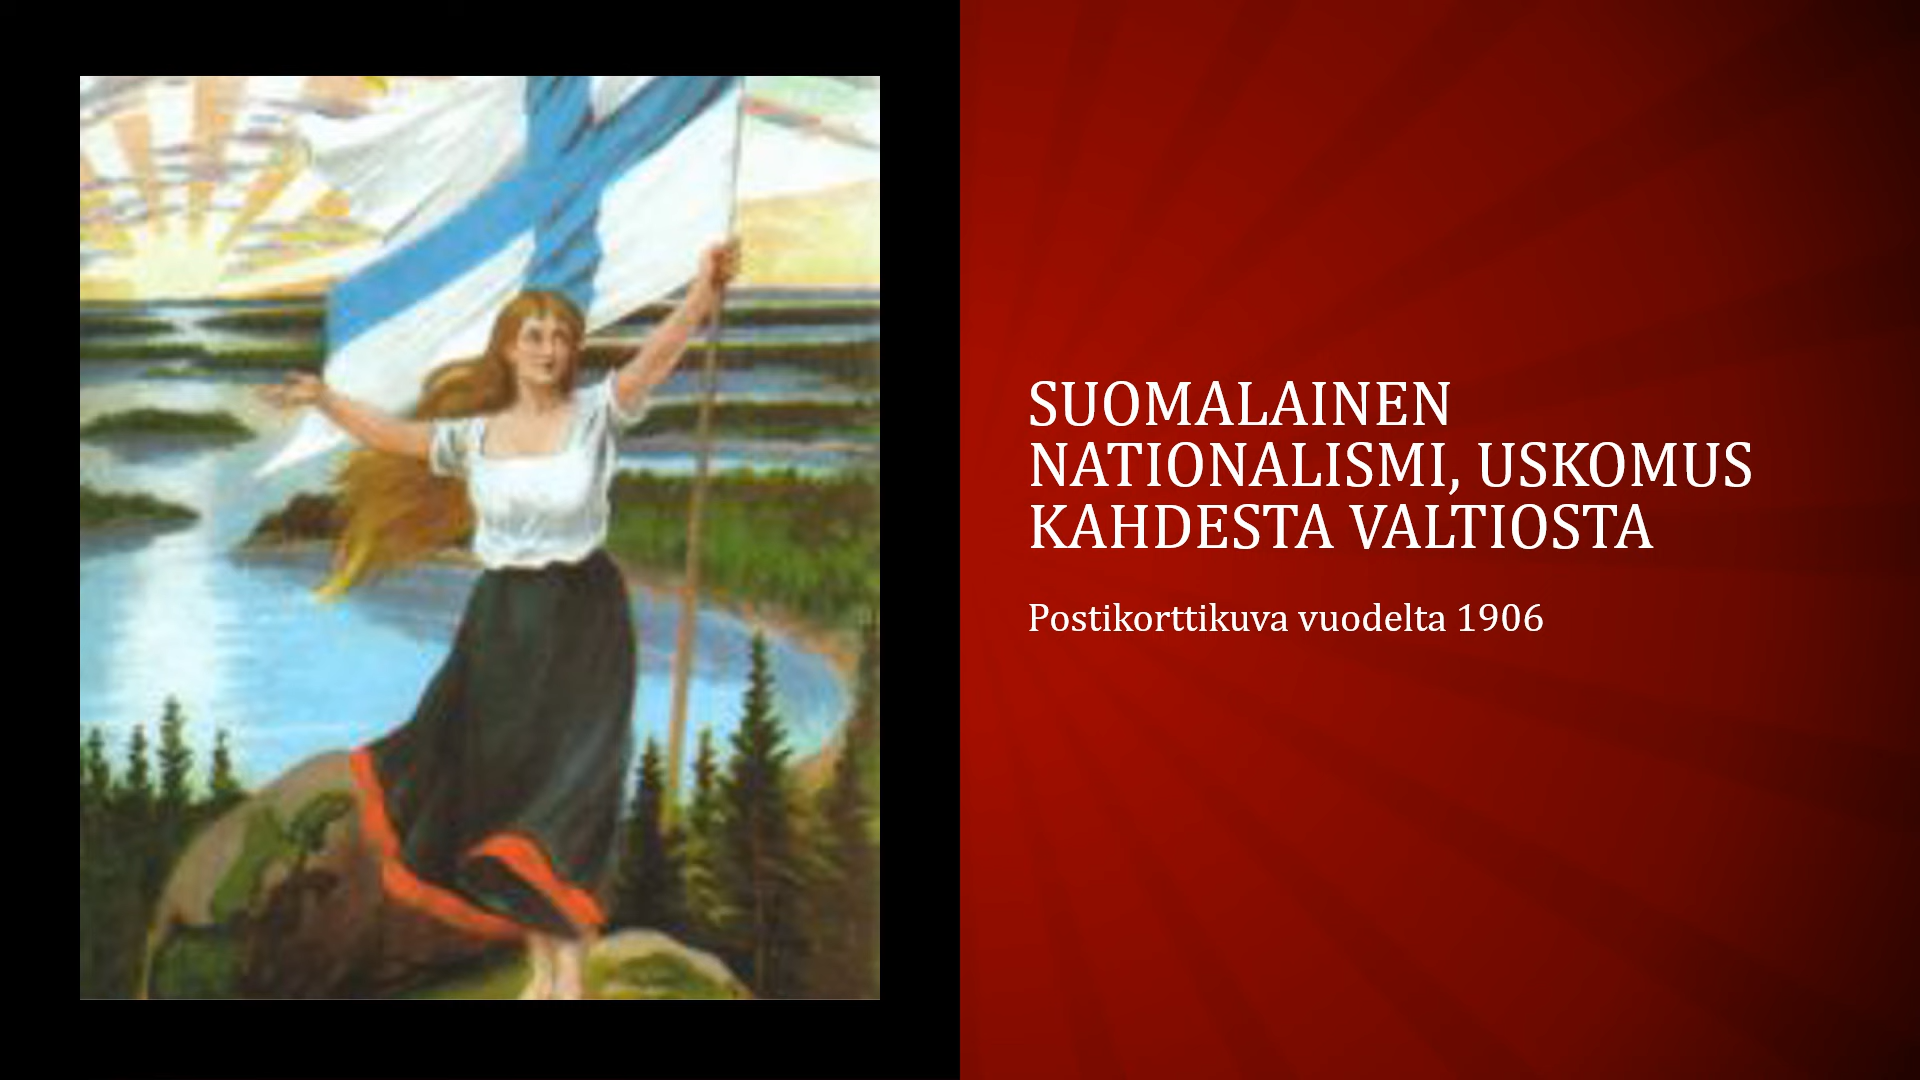 SUOMALAINEN
NATIONALISMI, USKOMUS
KAHDESTA VALTIOSTA
Postikorttikuva vuodelta 1906